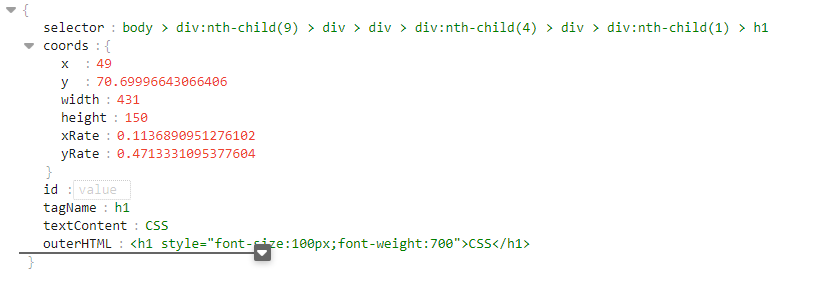 {
selector : body > div:nth-child(9) > div > div > div:nth-child(4) > div > div:nth-child(1) > h1
coords : {
x : 49
y : 70.69996643066406
width : 431
height : 150
xRate : 0.1136890951276102
yRate : 0.4713331095377604
}
id : value
tagName : h1
textContent : CSS
outerHTML : <h1 style="font-size:100px;font-weight:700">CSS</h1>
}